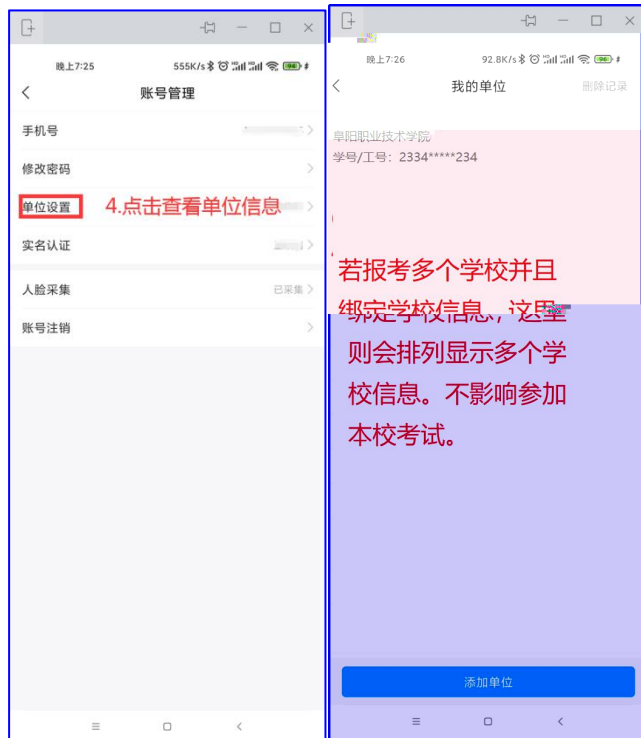 晚上7:25
555K/s
账号管理
手机号
修改密码
单位设置
4.点击查看单位信息
实名认证
人脸采集
已采集
账号注销
晚上7:26
92.8K/s
我的单位
删除记录
阜阳职业技术学院
学号/工号：2334*****234
若报考多个学校并且
绑定学校信息，这里
则会排列显示多个学
校信息。不影响参加
本校考试。
添加单位